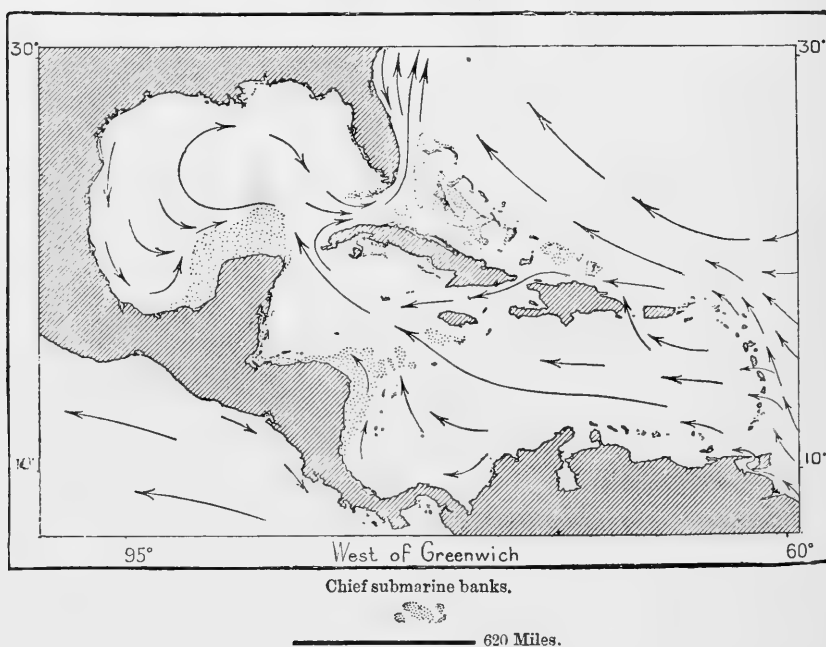 30° 30°
10° 10°
95° West of Greenwich 60°
Chief submarine banks.
620 Miles.